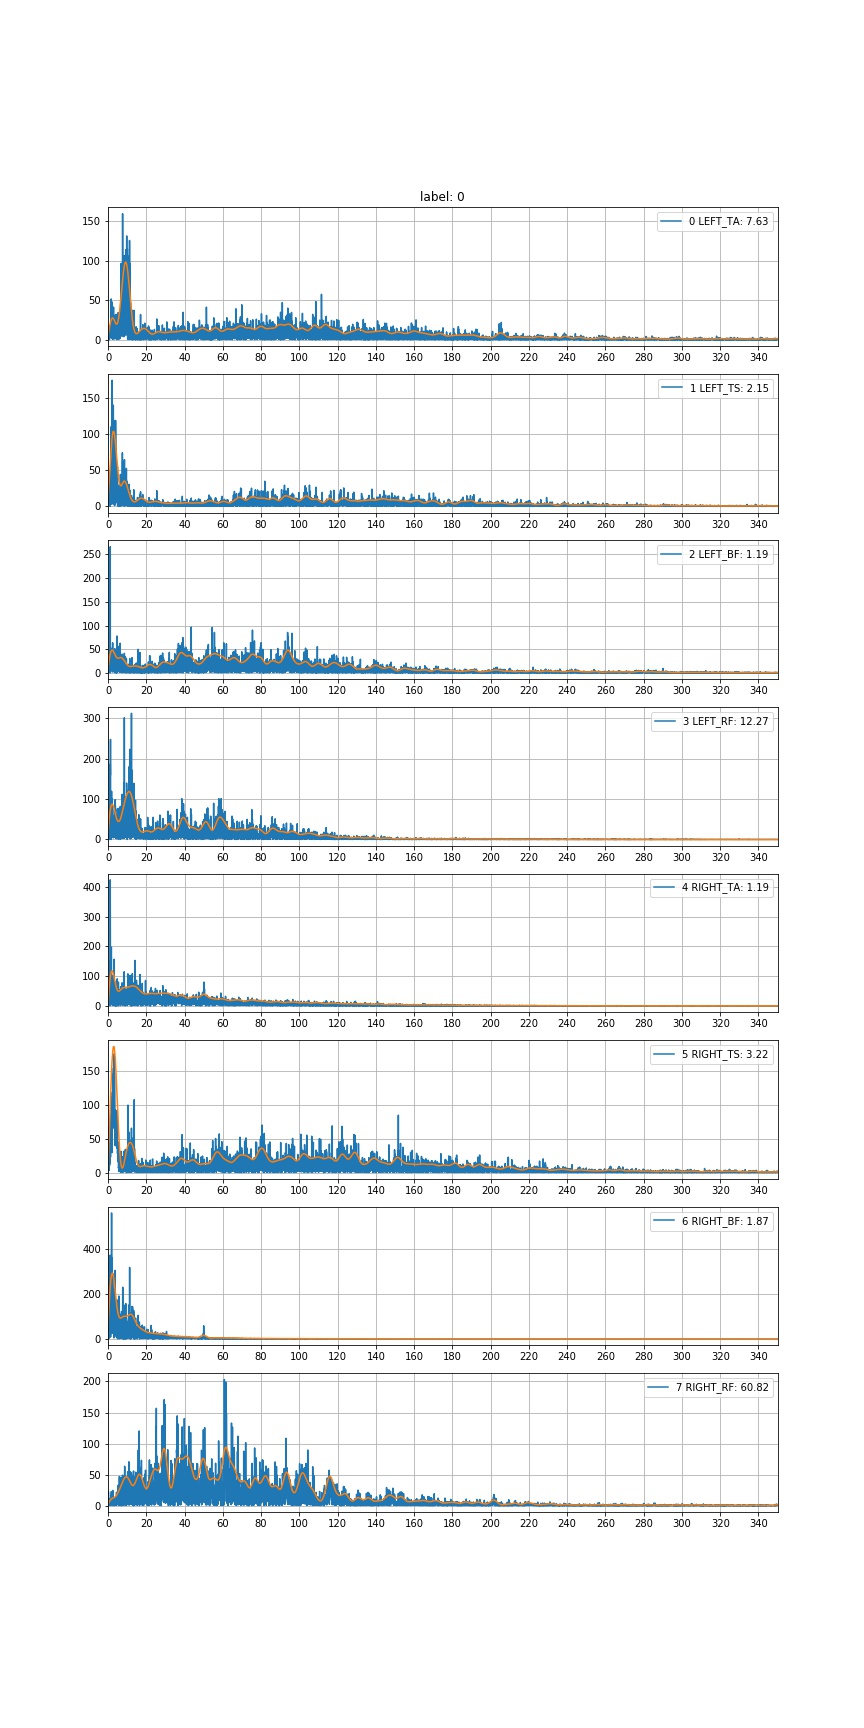 label: 0
0 LEFT_TA: 7.63
150
100
50
0
0 20 40 60 80 100 120 140 160 180 200 220 240 260 280 300 320 340
1 LEFT_TS: 2.15
150
100
50
0
0 20 40 60 80 100 120 140 160 180 200 220 240 260 280 300 320 340
2 LEFT_BF: 1.19
250
200
150
100
50
0
0 20 40 60 80 100 120 140 160 180 200 220 240 260 280 300 320 340
3 LEFT_RF: 12.27
300
200
100
0
0 20 40 60 80 100 120 140 160 180 200 220 240 260 280 300 320 340
4 RIGHT_TA: 1.19
400
300
200
100
0
0 20 40 60 80 100 120 140 160 180 200 220 240 260 280 300 320 340
5 RIGHT_TS: 3.22
150
100
50
0
0 20 40 60 80 100 120 140 160 180 200 220 240 260 280 300 320 340
6 RIGHT_BF: 1.87
400
200
0
0 20 40 60 80 100 120 140 160 180 200 220 240 260 280 300 320 340
7 RIGHT_RF: 60.82
200
150
100
50
0
0 20 40 60 80 100 120 140 160 180 200 220 240 260 280 300 320 340